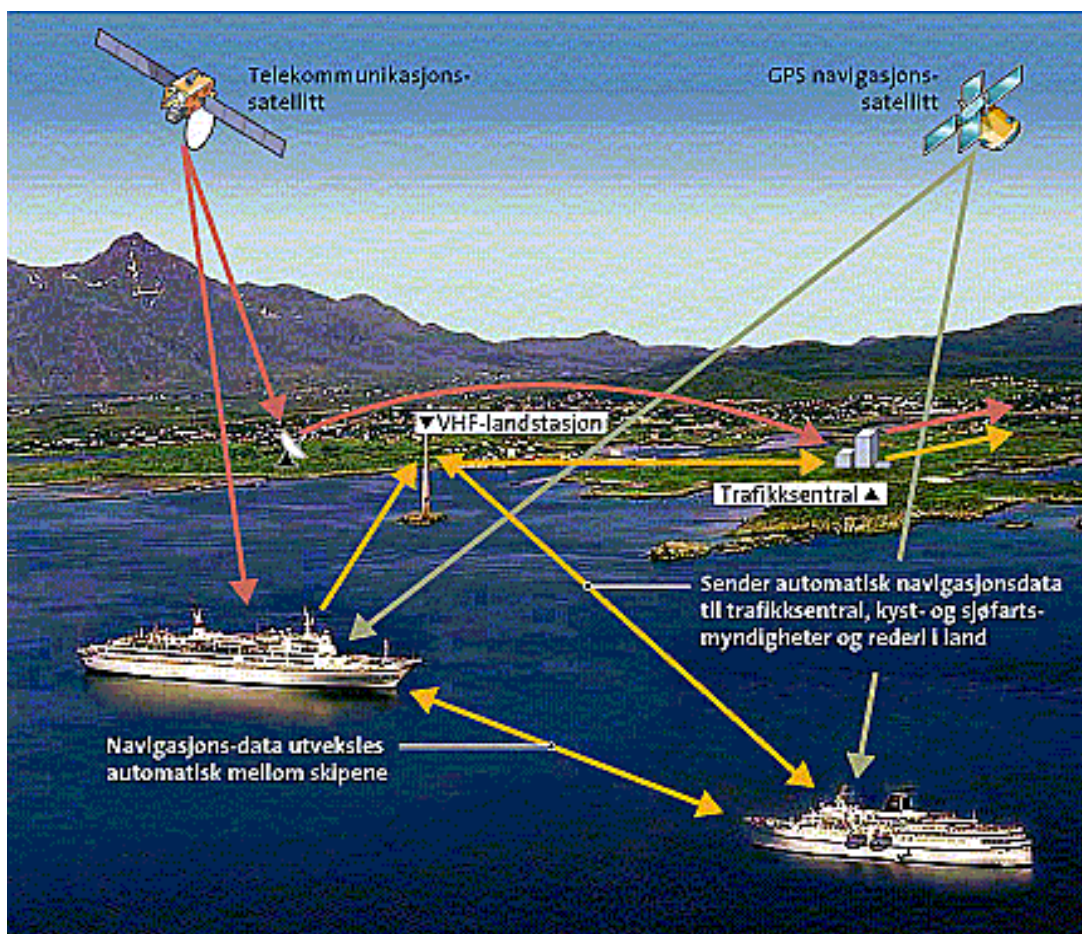 Telekommunikasjons-
satellitt
GPS navigasjons-
satellitt
▼VHF-landstasjon
Trafikksentral ▲
Sender automatisk navigasjonsdata
til trafikksentral, kyst- og sjøfarts-
myndigheter og rederi i land
Navigasjons-data utveksles
automatisk mellom skipene